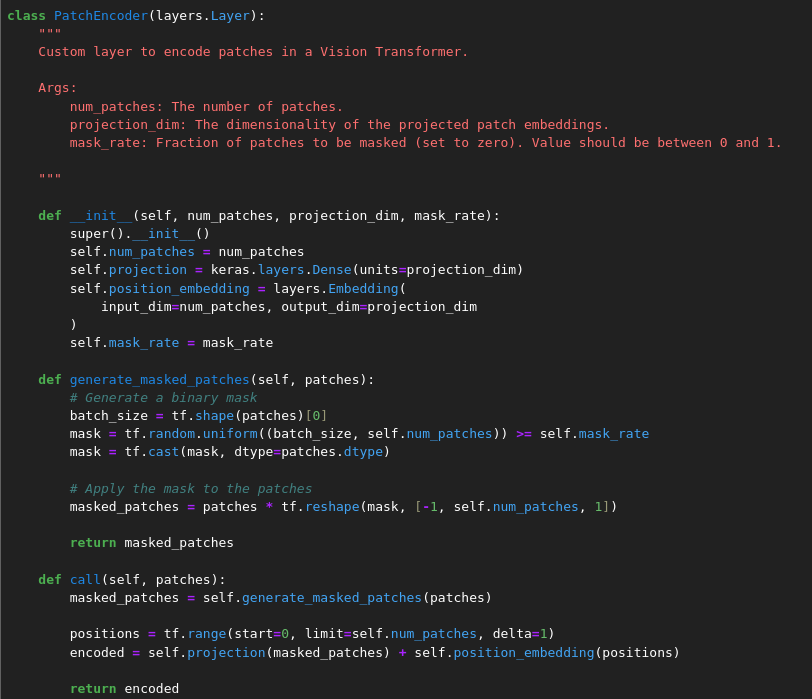 class PatchEncoder(layers.Layer):
    """
    Custom layer to encode patches in a Vision Transformer.

    Args:
        num_patches: The number of patches.
        projection_dim: The dimensionality of the projected patch embeddings.
        mask_rate: Fraction of patches to be masked (set to zero). Value should be between 0 and 1.

    """

    def __init__(self, num_patches, projection_dim, mask_rate):
        super().__init__()
        self.num_patches = num_patches
        self.projection = keras.layers.Dense(units=projection_dim)
        self.position_embedding = layers.Embedding(
            input_dim=num_patches, output_dim=projection_dim
        )
        self.mask_rate = mask_rate

    def generate_masked_patches(self, patches):
        # Generate a binary mask
        batch_size = tf.shape(patches)[0]
        mask = tf.random.uniform((batch_size, self.num_patches)) >= self.mask_rate
        mask = tf.cast(mask, dtype=patches.dtype)

        # Apply the mask to the patches
        masked_patches = patches * tf.reshape(mask, [-1, self.num_patches, 1])

        return masked_patches

    def call(self, patches):
        masked_patches = self.generate_masked_patches(patches)

        positions = tf.range(start=0, limit=self.num_patches, delta=1)
        encoded = self.projection(masked_patches) + self.position_embedding(positions)

        return encoded